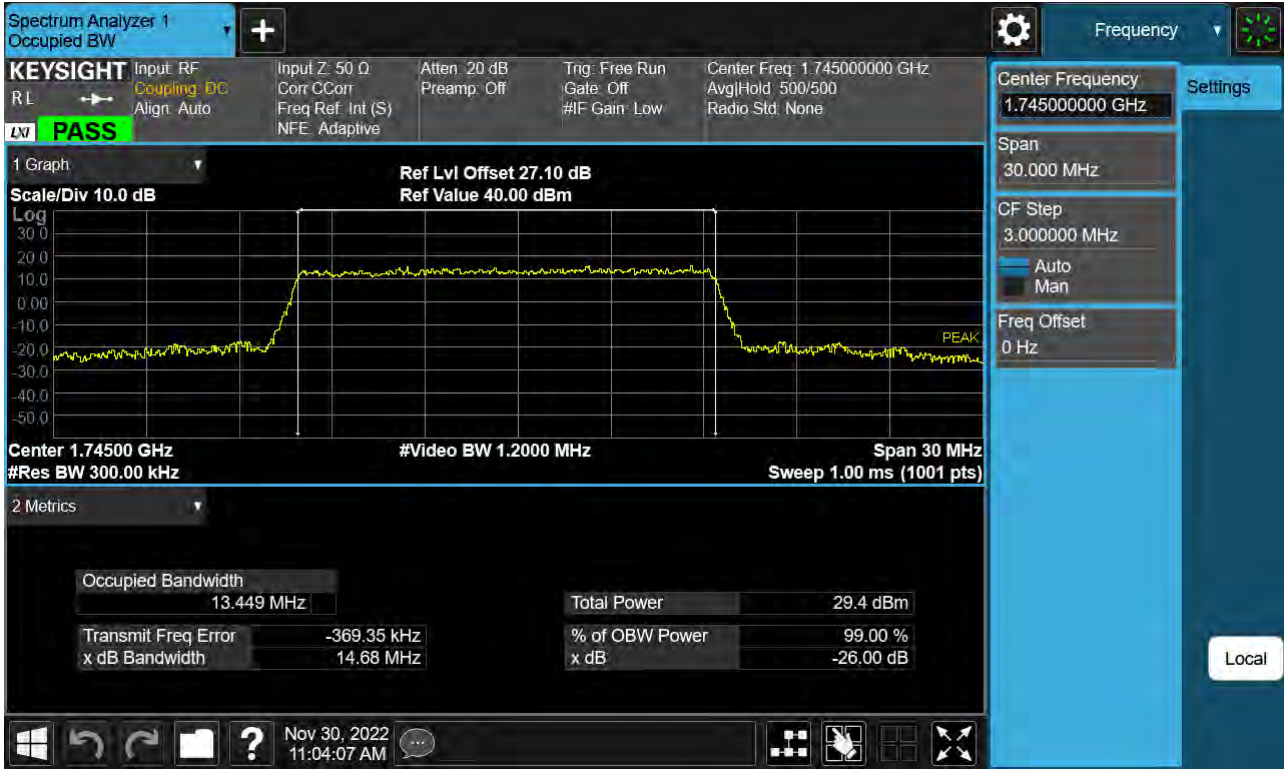 Spectrum Analyzer 1
Occupied BW
+
Frequency
KEYSIGHT
RL
LXI
PASS
Input: RF
Coupling: DC
Align: Auto
Input Z: 50 Ω
Corr CCorr
Freq Ref: Int (S)
NFE: Adaptive
Atten: 20 dB
Preamp: Off
Trig: Free Run
Gate: Off
#IF Gain: Low
Center Freq: 1.745000000 GHz
Avg|Hold: 500/500
Radio Std: None
Center Frequency
1.745000000 GHz
Settings
Span
30.000 MHz
CF Step
3.000000 MHz
Auto
Man
Freq Offset
0 Hz
Local
1 Graph
Scale/Div 10.0 dB
Ref Lvl Offset 27.10 dB
Ref Value 40.00 dBm
Log
30.0
20.0
10.0
0.00
-10.0
-20.0
-30.0
-40.0
-50.0
PEAK
Center 1.74500 GHz
#Res BW 300.00 kHz
#Video BW 1.2000 MHz
Span 30 MHz
Sweep 1.00 ms (1001 pts)
2 Metrics
Occupied Bandwidth
13.449 MHz
Transmit Freq Error -369.35 kHz
x dB Bandwidth 14.68 MHz
Total Power 29.4 dBm
% of OBW Power 99.00 %
x dB -26.00 dB
?
Nov 30, 2022
11:04:07 AM